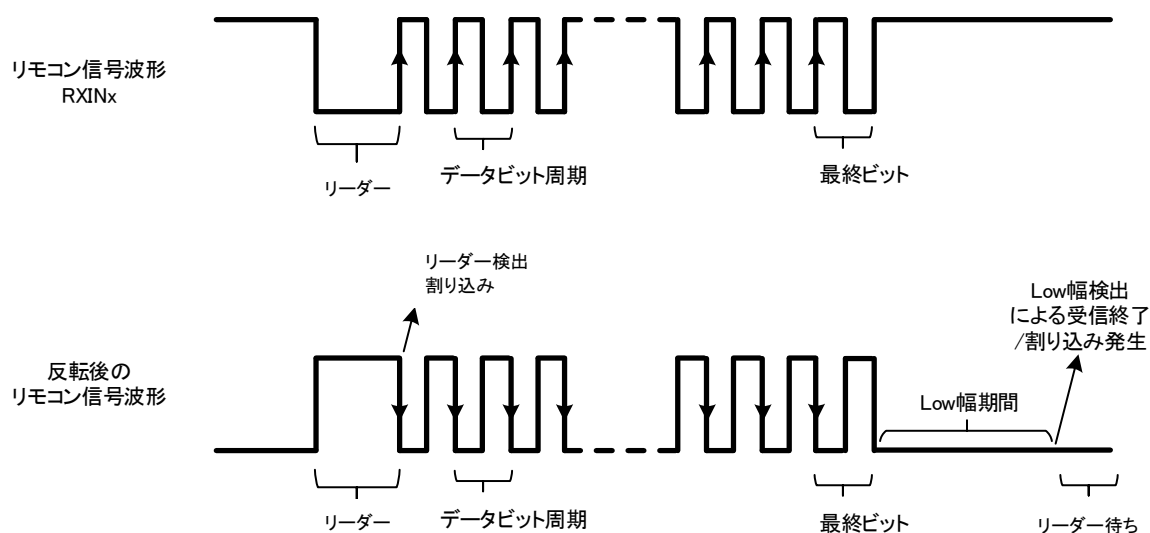 リモコン信号波形
RXINx
リーダー
データビット周期
最終ビット
リーダー検出
割り込み
Low幅検出
による受信終了
/割り込み発生
反転後の
リモコン信号波形
Low幅期間
リーダー
データビット周期
最終ビット
リーダー待ち